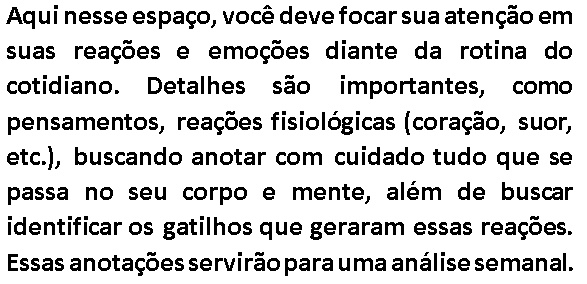 Aqui nesse espaço, você deve focar sua atenção em
suas reações e emoções diante da rotina do
cotidiano. Detalhes são importantes, como
pensamentos, reações fisiológicas (coração, suor,
etc.), buscando anotar com cuidado tudo que se
passa no seu corpo e mente, além de buscar
identificar os gatilhos que geraram essas reações.
Essas anotações servirão para uma análise semanal.